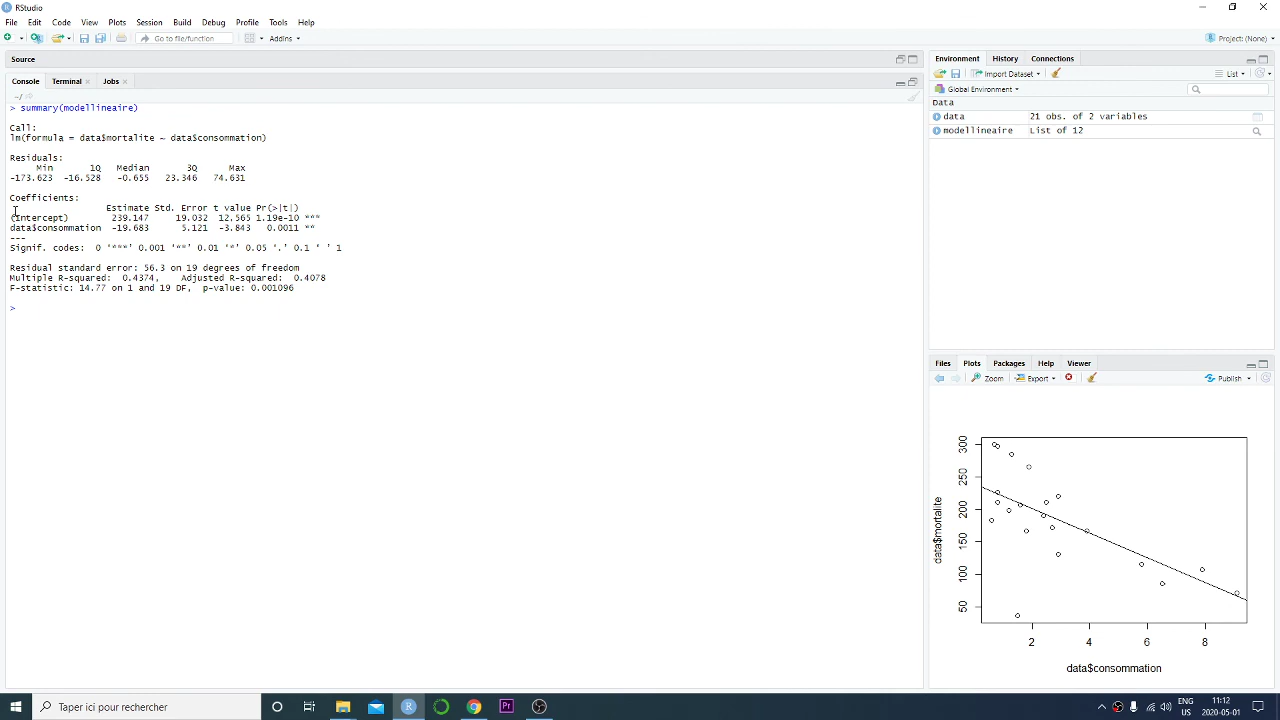 RStudio
File Edit Code View Plots Session Build Debug Profile Tools Help
Go to file/function Addins Project: (None)
Source
Console Terminal Jobs
~/
> summary(modellineaire)
Call:
lm(formula = data$mortalite ~ data$consommation)
Residuals:
Min 1Q Median 3Q Max
-173.623 -16.528 -0.655 23.346 74.631
Coefficients:
Estimate Std. Error t value Pr(>|t|)
(Intercept) 239.147 19.032 12.565 1.19e-10 ***
data$consommation -19.683 5.121 -3.843 0.0011 **
---
Signif. codes: 0 ‘***’ 0.001 ‘**’ 0.01 ‘*’ 0.05 ‘.’ 0.1 ‘ ’ 1
Residual standard error: 56.3 on 19 degrees of freedom
Multiple R-squared: 0.4374, Adjusted R-squared: 0.4078
F-statistic: 14.77 on 1 and 19 DF, p-value: 0.001096
>
Environment History Connections
Import Dataset List
Global Environment
Data
data 21 obs. of 2 variables
modellineaire List of 12
Files Plots Packages Help Viewer
Zoom Export Publish
data$mortalite
300
250
200
150
100
50
2 4 6 8
data$consommation
Taper ici pour rechercher
ENG
US
11:12
2020-05-01